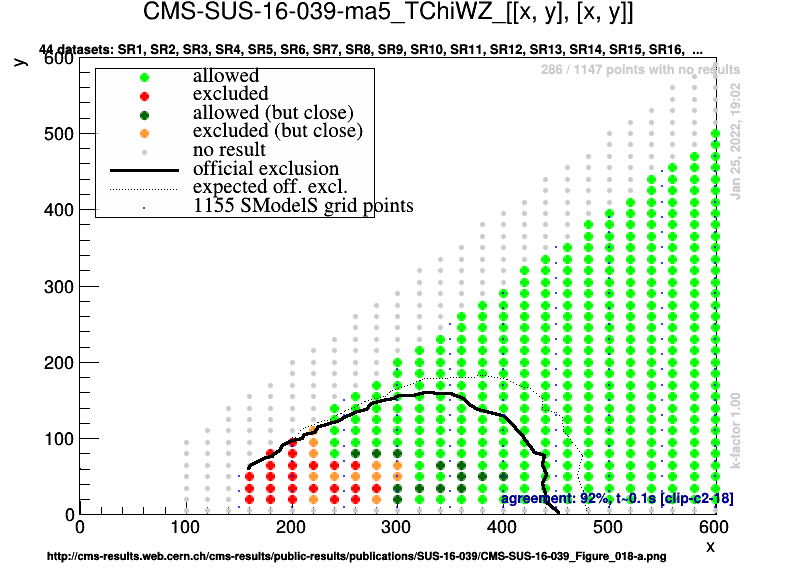 CMS-SUS-16-039-ma5_TChiWZ_[[x, y], [x, y]]
44 datasets: SR1, SR2, SR3, SR4, SR5, SR6, SR7, SR8, SR9, SR10, SR11, SR12, SR13, SR14, SR15, SR16, ...
y
600
500
400
300
200
100
0
286 / 1147 points with no results
allowed
excluded
allowed (but close)
excluded (but close)
no result
official exclusion
expected off. excl.
1155 SModelS grid points
Jan 25, 2022, 19:02
k-factor 1.00
agreement: 92%, t~0.1s [clip-c2-18]
0 100 200 300 400 500 600
x
http://cms-results.web.cern.ch/cms-results/public-results/publications/SUS-16-039/CMS-SUS-16-039_Figure_018-a.png